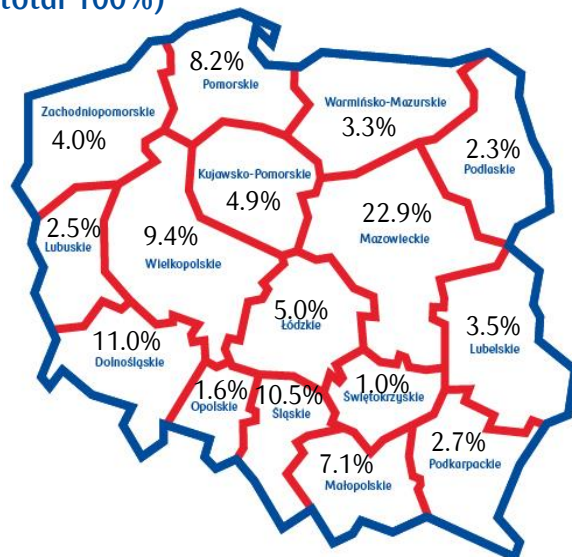 (total 100%)
8.2%
Pomorskie
Zachodniopomorskie
4.0%
Warmińsko-Mazurskie
3.3%
2.3%
Podlaskie
Kujawsko-Pomorskie
4.9%
22.9%
Mazowieckie
2.5%
Lubuskie
9.4%
Wielkopolskie
5.0%
Łódzkie
3.5%
Lubelskie
11.0%
Dolnośląskie
1.6%
Opolskie
10.5%
Śląskie
1.0%
Świętokrzyskie
7.1%
Małopolskie
2.7%
Podkarpackie